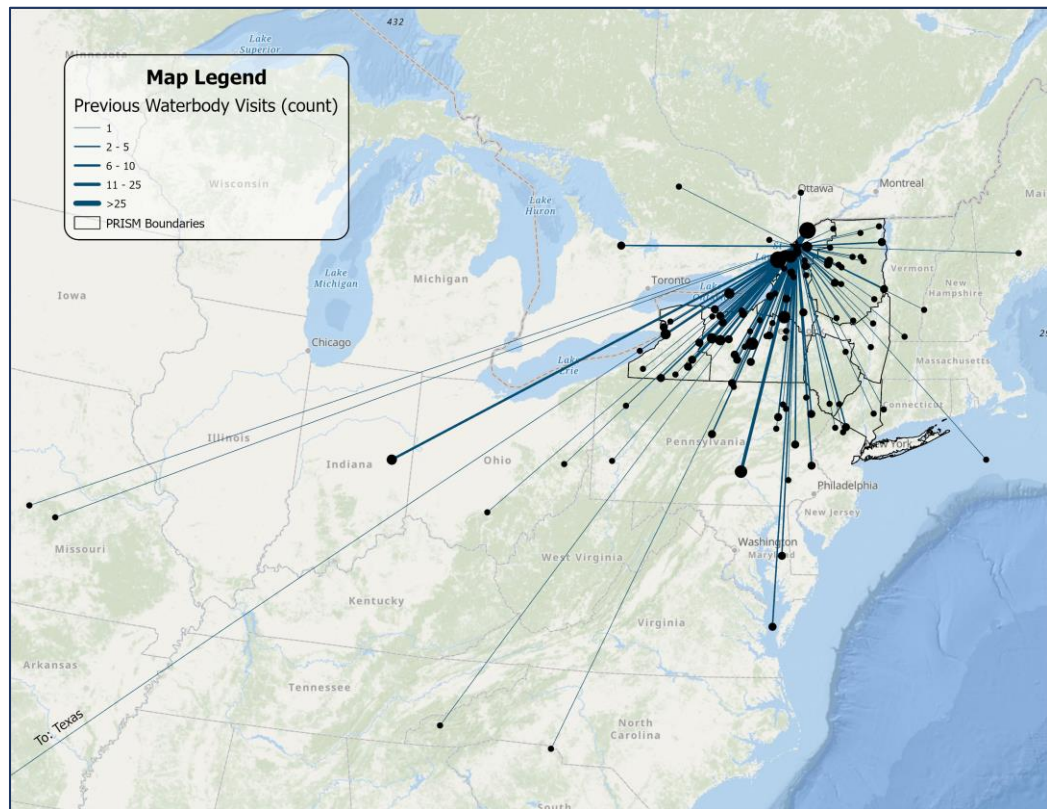 432
Lake
Superior
Minnesota
Map Legend
Previous Waterbody Visits (count)
1
2 - 5
6 - 10
11 - 25
>25
PRISM Boundaries
Wisconsin
Lake
Huron
Ottawa
Montreal
Lake
Michigan
Michigan
Toronto
Vermont
New
Hampshire
Iowa
Chicago
Lake
Erie
Massachusetts
Connecticut
Illinois
Indiana
Ohio
Pennsylvania
New York
Philadelphia
New Jersey
Missouri
Washington
Maryland
West Virginia
Kentucky
Virginia
Arkansas
Tennessee
North
Carolina
To: Texas
South